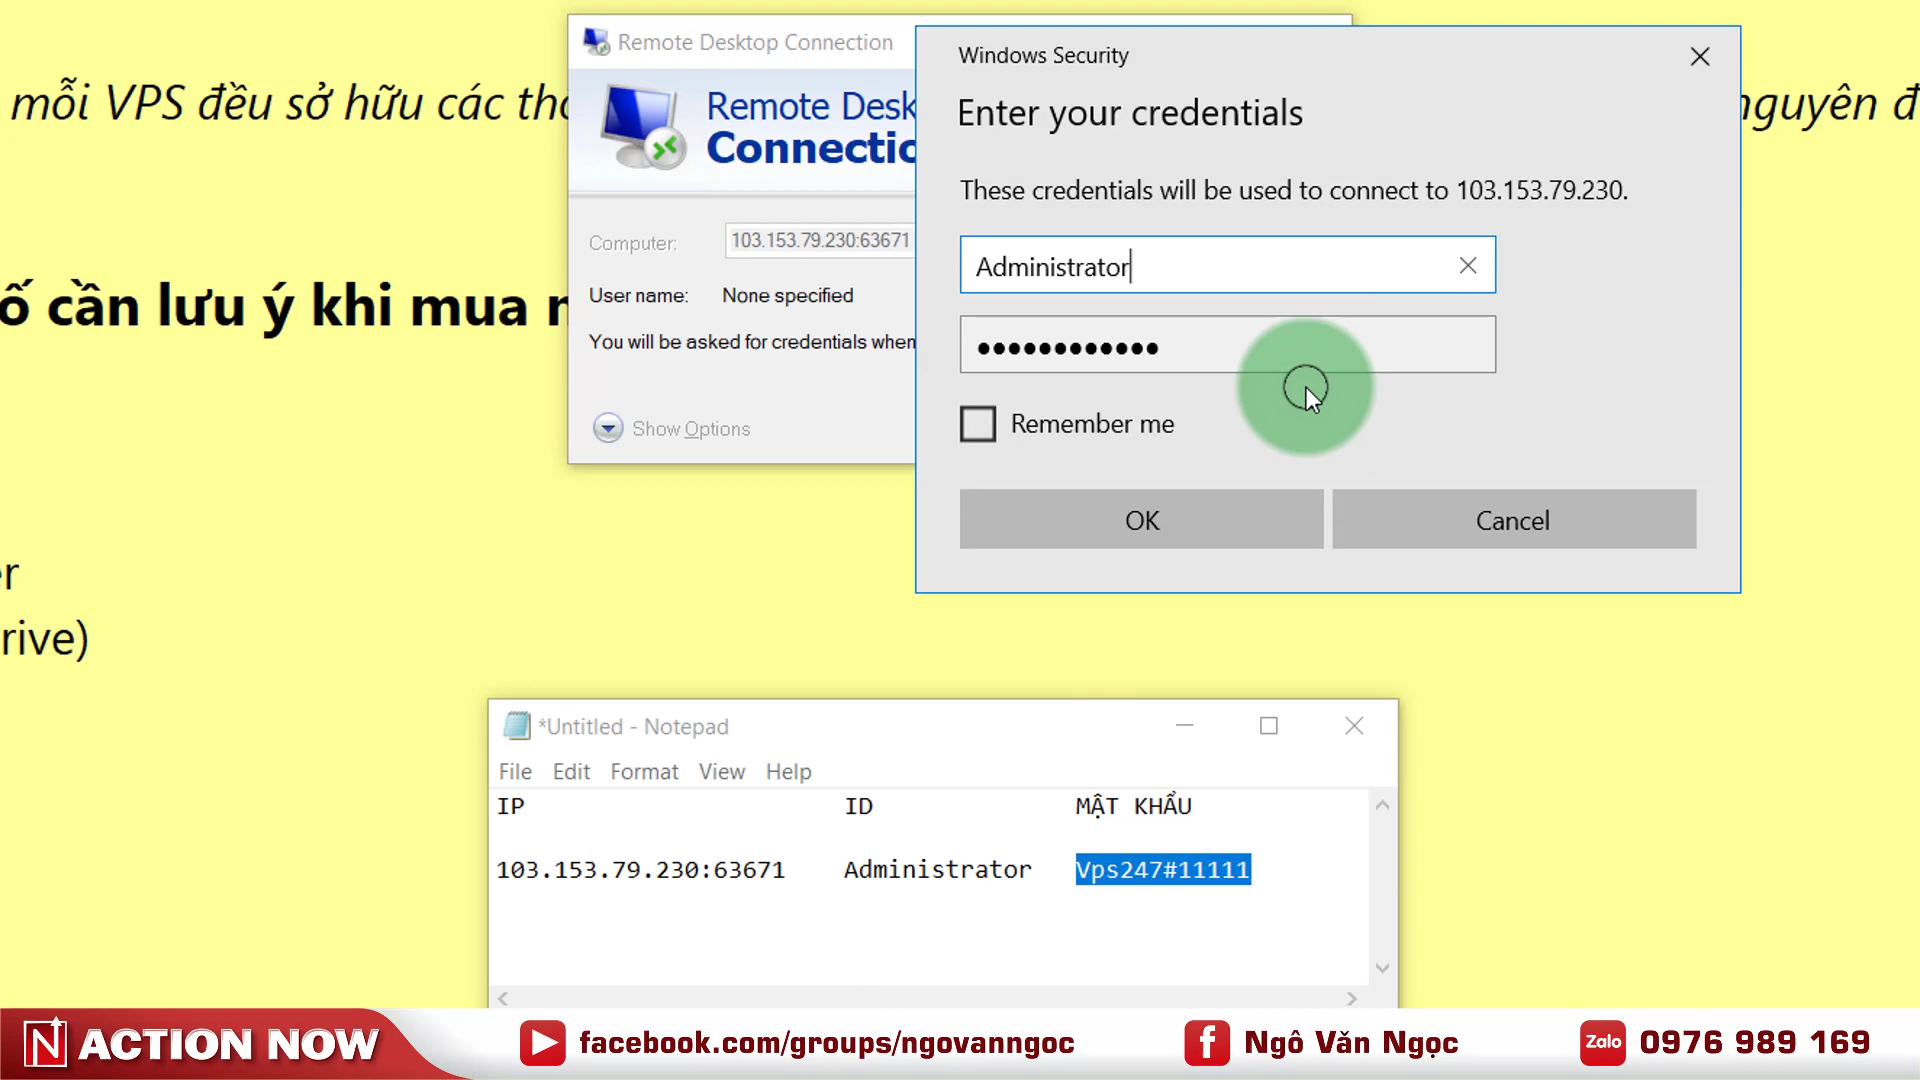 mỗi VPS đều sở hữu các thô
nguyên đ
ố cần lưu ý khi mua n
er
rive)
Remote Desktop Connection
Remote Desk
Connectio
Computer:
103.153.79.230:63671
User name:
None specified
You will be asked for credentials when
Show Options
Windows Security
Enter your credentials
These credentials will be used to connect to 103.153.79.230.
Administrator
●●●●●●●●●●●●
Remember me
OK
Cancel
*Untitled - Notepad
File Edit Format View Help
IP ID MẬT KHẨU
103.153.79.230:63671 Administrator Vps247#11111
N ACTION NOW
facebook.com/groups/ngovanngoc
f Ngô Văn Ngọc
Zalo 0976 989 169